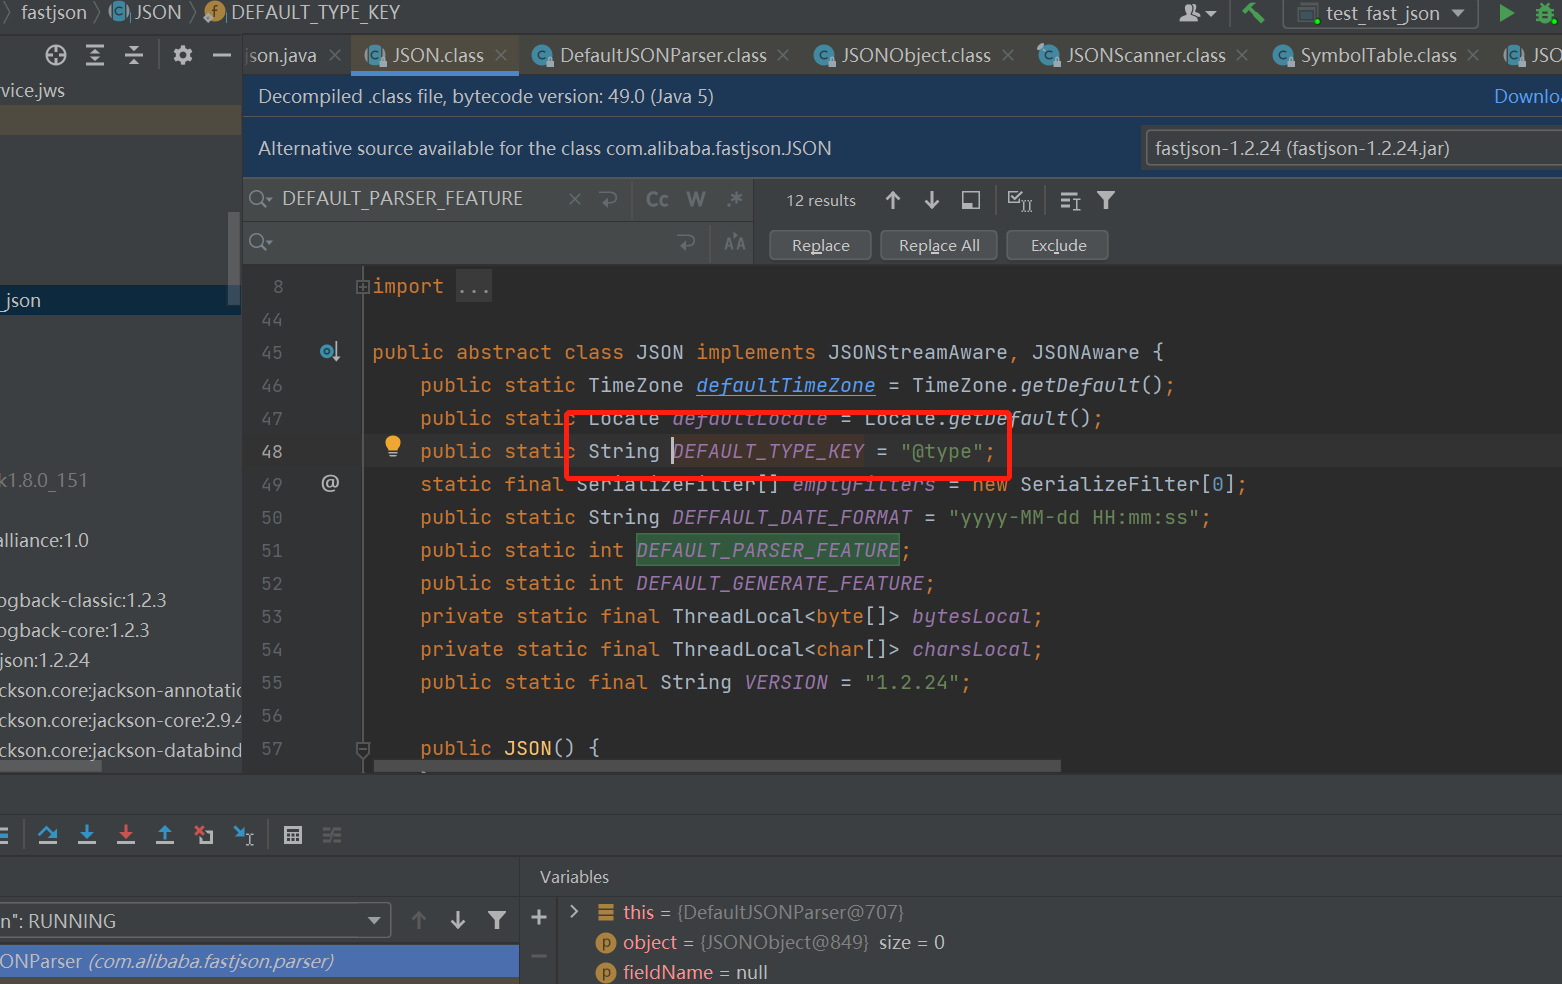 fastjson JSON DEFAULT_TYPE_KEY test_fast_json
son.java JSON.class DefaultJSONParser.class JSONObject.class JSONScanner.class SymbolTable.class JSO
vice.jws
Decompiled .class file, bytecode version: 49.0 (Java 5) Downlo
Alternative source available for the class com.alibaba.fastjson.JSON fastjson-1.2.24 (fastjson-1.2.24.jar)
DEFAULT_PARSER_FEATURE Cc W .* 12 results
Replace Replace All Exclude
8 import ...
_json
44
45 public abstract class JSON implements JSONStreamAware, JSONAware {
46 public static TimeZone defaultTimeZone = TimeZone.getDefault();
47 public static Locale defaultLocale = Locale.getDefault();
48 public static String DEFAULT_TYPE_KEY = "@type";
k1.8.0_151
49 @ static final SerializeFilter[] emptyFilters = new SerializeFilter[0];
50 public static String DEFFAULT_DATE_FORMAT = "yyyy-MM-dd HH:mm:ss";
alliance:1.0
51 public static int DEFAULT_PARSER_FEATURE;
52 public static int DEFAULT_GENERATE_FEATURE;
ogback-classic:1.2.3
53 private static final ThreadLocal<byte[]> bytesLocal;
ogback-core:1.2.3
54 private static final ThreadLocal<char[]> charsLocal;
json:1.2.24
55 public static final String VERSION = "1.2.24";
ckson.core:jackson-annotatic
56
ckson.core:jackson-core:2.9.4
57 public JSON() {
ckson.core:jackson-databind
Variables
n": RUNNING
this = {DefaultJSONParser@707}
object = {JSONObject@849} size = 0
ONParser (com.alibaba.fastjson.parser)
fieldName = null